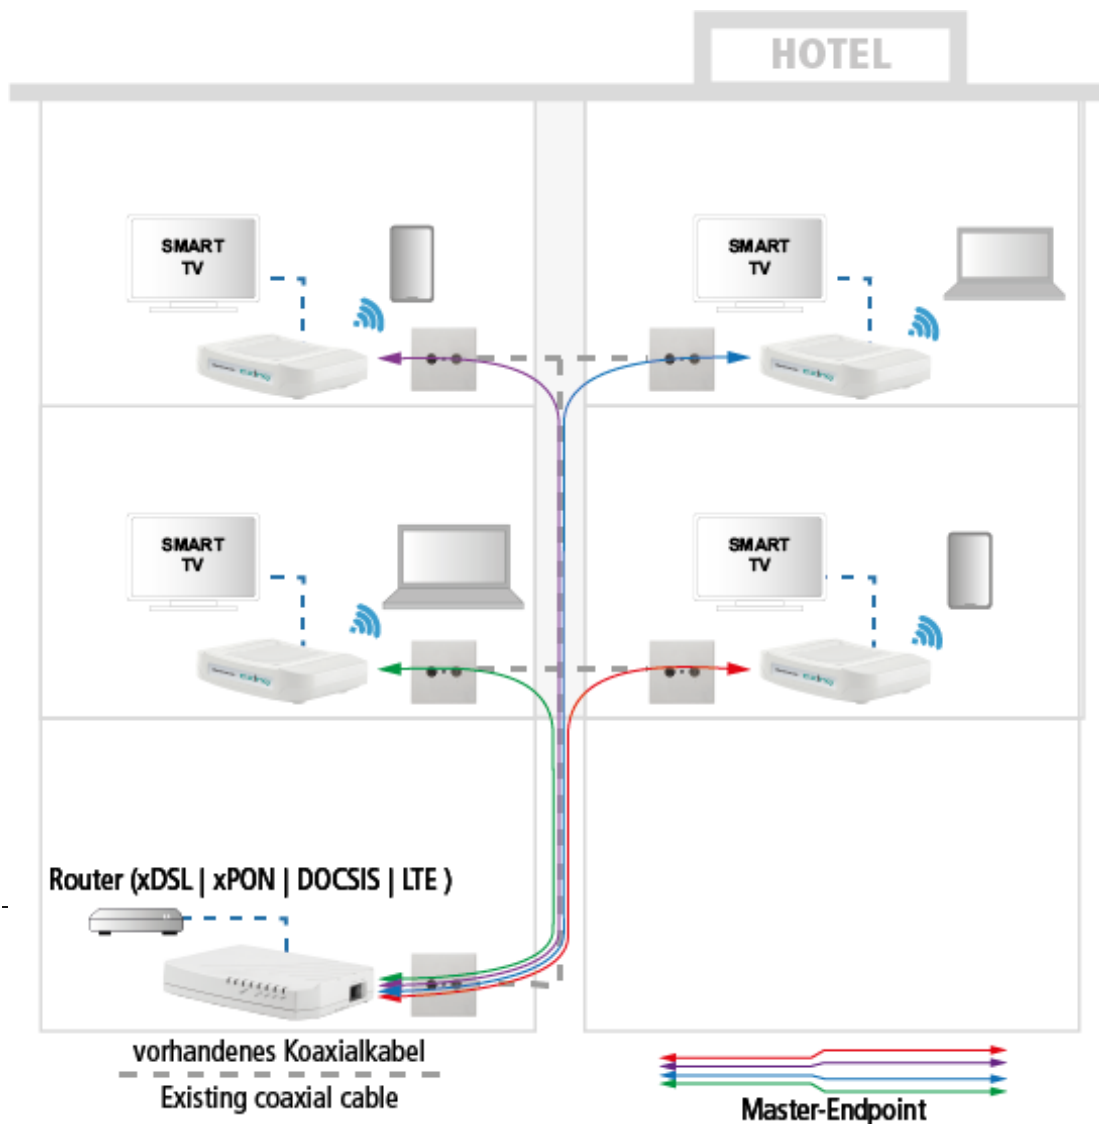 HOTEL
SMART
TV
SMART
TV
SMART
TV
SMART
TV
Router (xDSL | xPON | DOCSIS | LTE )
vorhandenes Koaxialkabel
Existing coaxial cable
Master-Endpoint